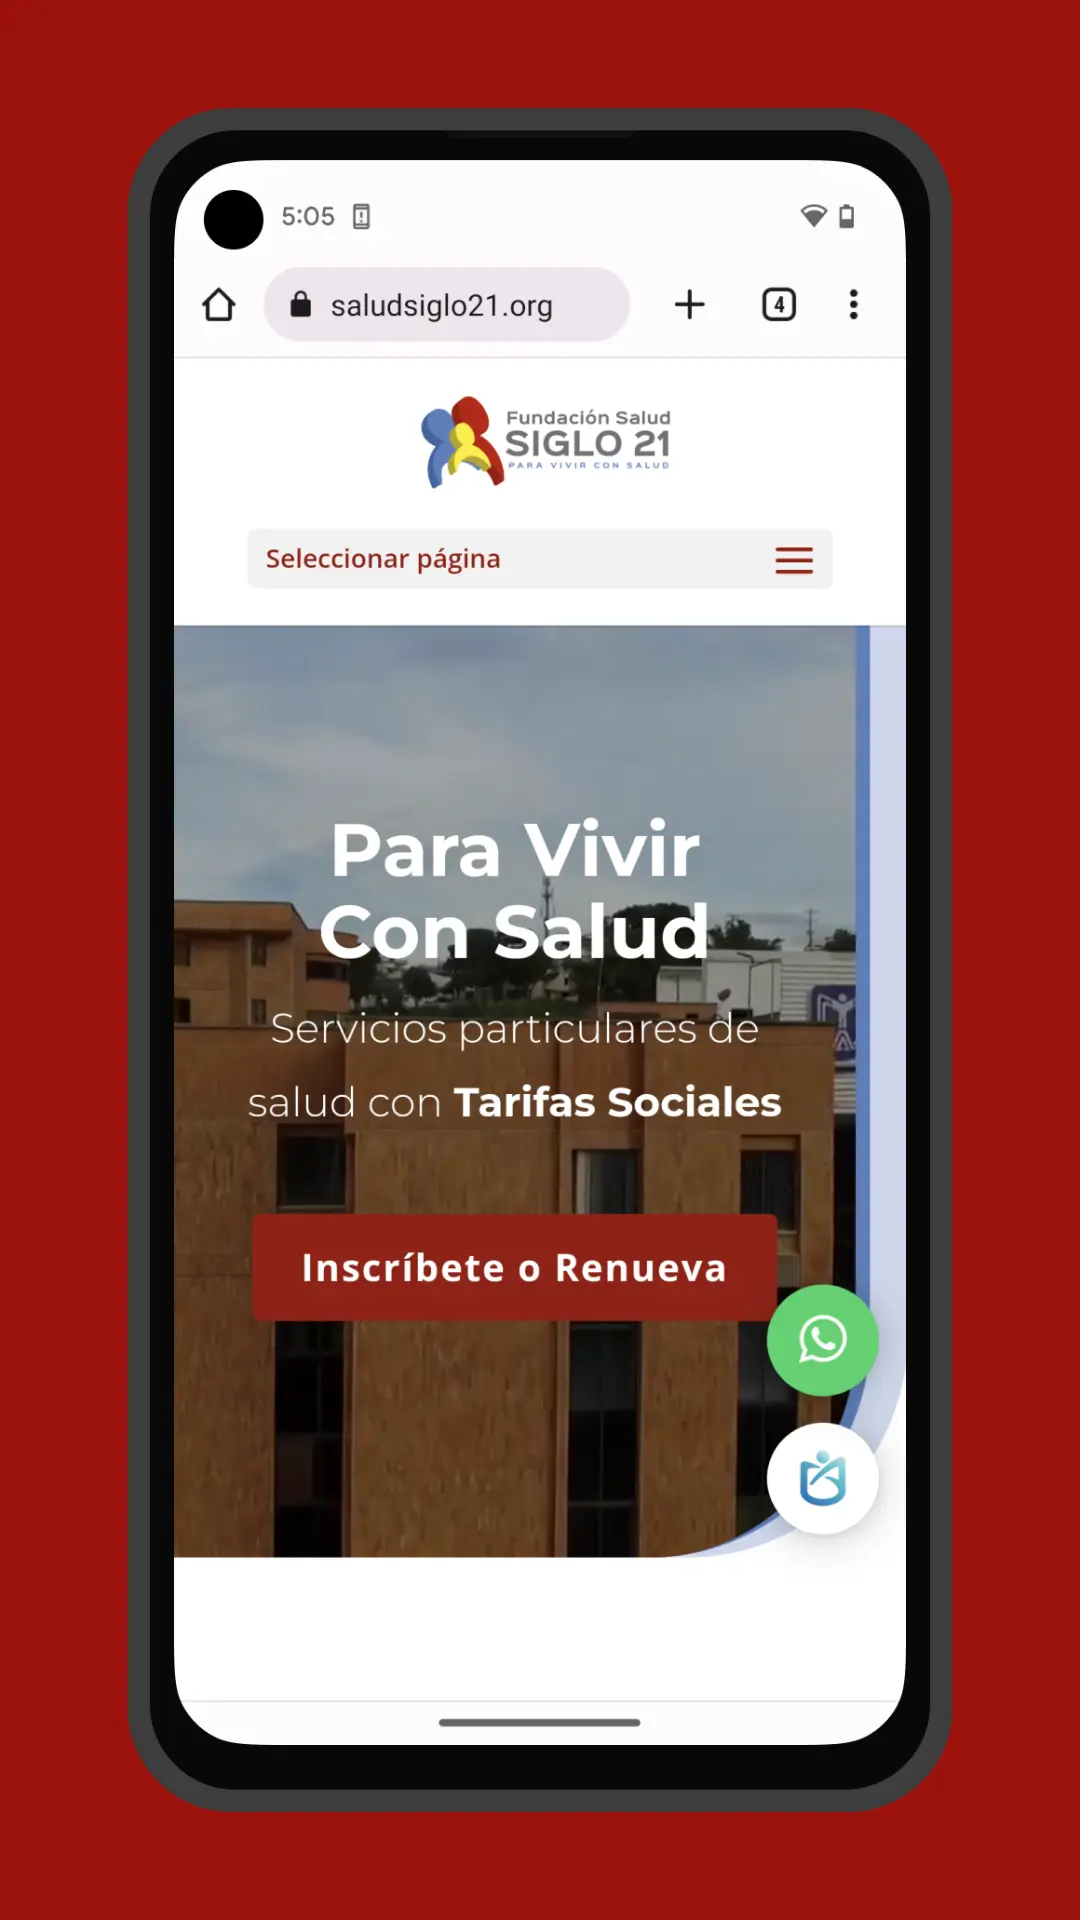 5:05
saludsiglo21.org
4
Fundación Salud
SIGLO 21
PARA VIVIR CON SALUD
Seleccionar página
Para Vivir
Con Salud
Servicios particulares de
salud con Tarifas Sociales
Inscríbete o Renueva